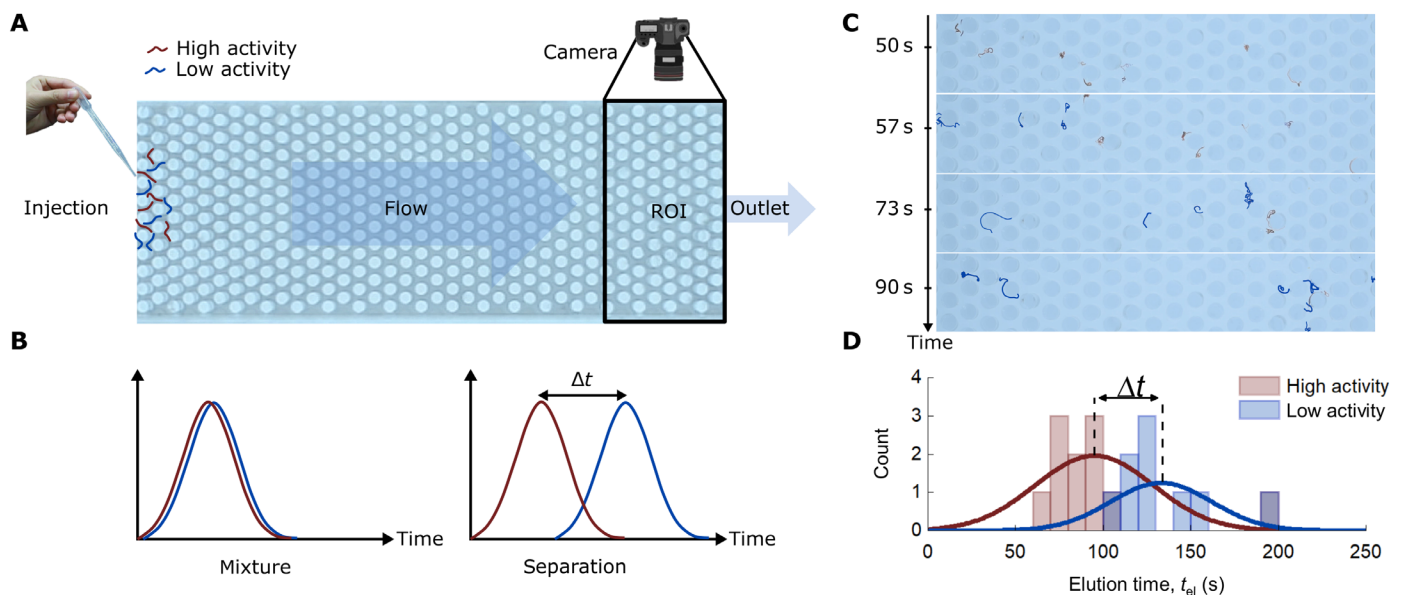 A
High activity
Low activity
Camera
Injection
Flow
ROI
Outlet
B
Δt
Time
Mixture
Δt
Time
Separation
C
50 s
57 s
73 s
90 s
Time
D
Δt
High activity
Low activity
Count
4
3
2
1
0
0 50 100 150 200 250
Elution time, tel (s)